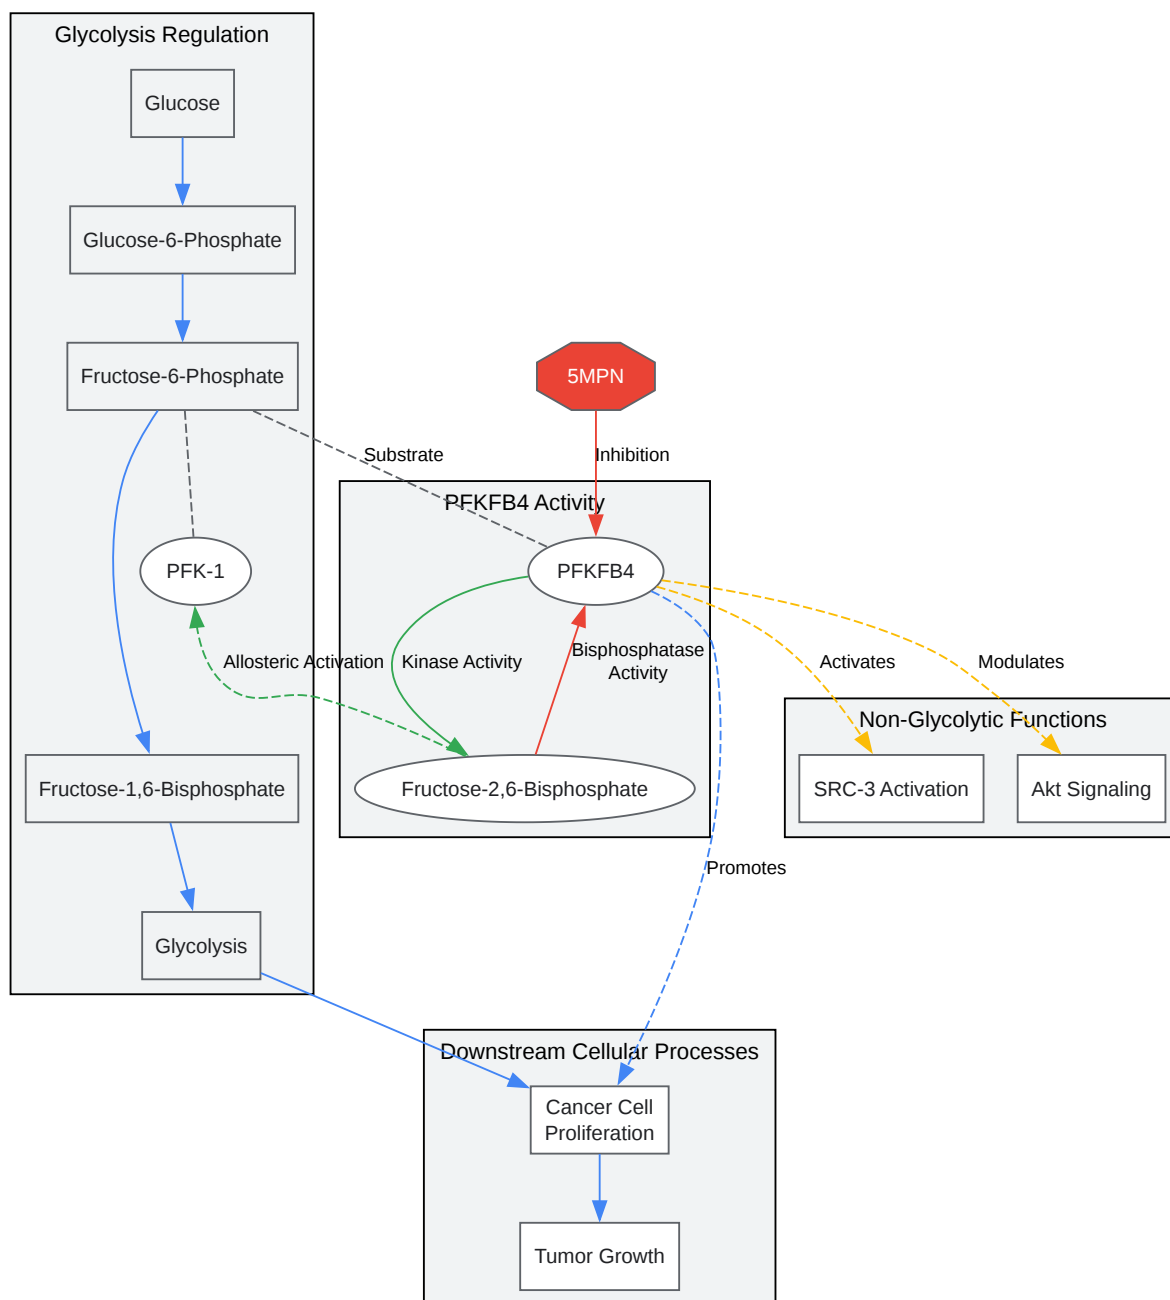 Glycolysis Regulation
Glucose
Glucose-6-Phosphate
Fructose-6-Phosphate
5MPN
Substrate
Inhibition
PFKFB4 Activity
PFK-1
PFKFB4
Allosteric Activation
Kinase Activity
Bisphosphatase
Activity
Activates
Modulates
Non-Glycolytic Functions
Fructose-1,6-Bisphosphate
Fructose-2,6-Bisphosphate
SRC-3 Activation
Akt Signaling
Promotes
Glycolysis
Downstream Cellular Processes
Cancer Cell
Proliferation
Tumor Growth